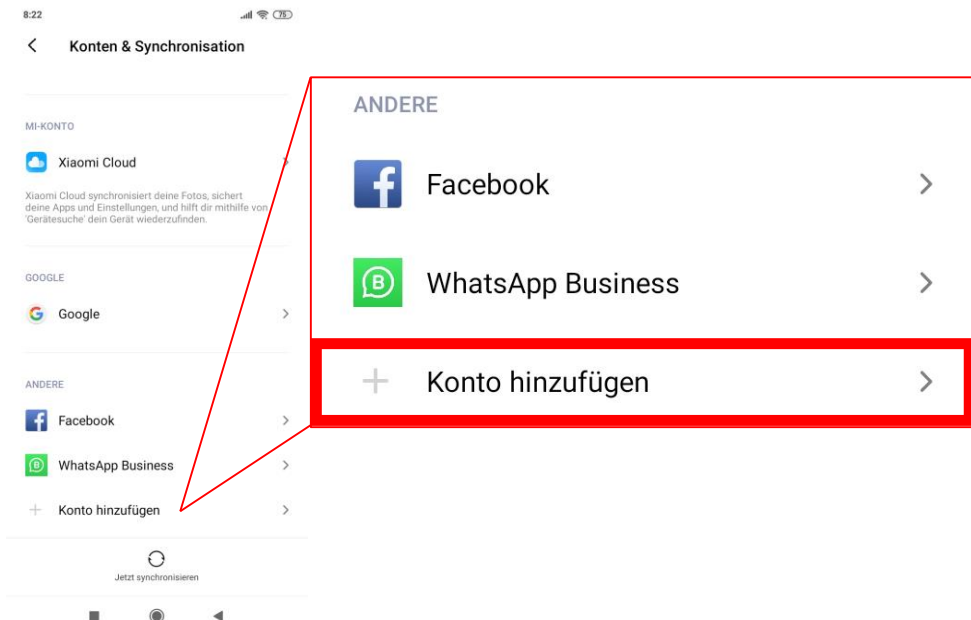 8:22
75
Konten & Synchronisation
MI-KONTO
Xiaomi Cloud
Xiaomi Cloud synchronisiert deine Fotos, sichert
deine Apps und Einstellungen, und hilft dir mithilfe von
'Gerätesuche' dein Gerät wiederzufinden.
GOOGLE
Google
ANDERE
Facebook
WhatsApp Business
Konto hinzufügen
Jetzt synchronisieren
ANDERE
Facebook
WhatsApp Business
Konto hinzufügen